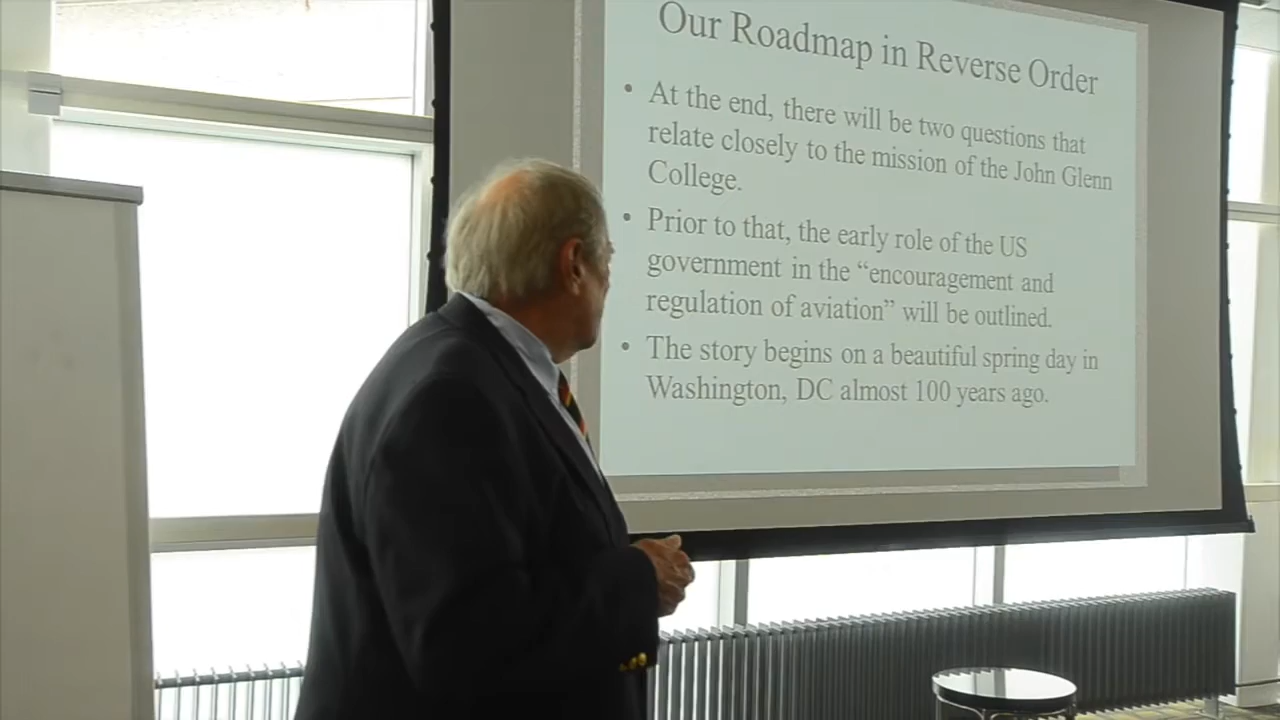 Our Roadmap in Reverse Order
• At the end, there will be two questions that
relate closely to the mission of the John Glenn
College.
• Prior to that, the early role of the US
government in the “encouragement and
regulation of aviation” will be outlined.
• The story begins on a beautiful spring day in
Washington, DC almost 100 years ago.